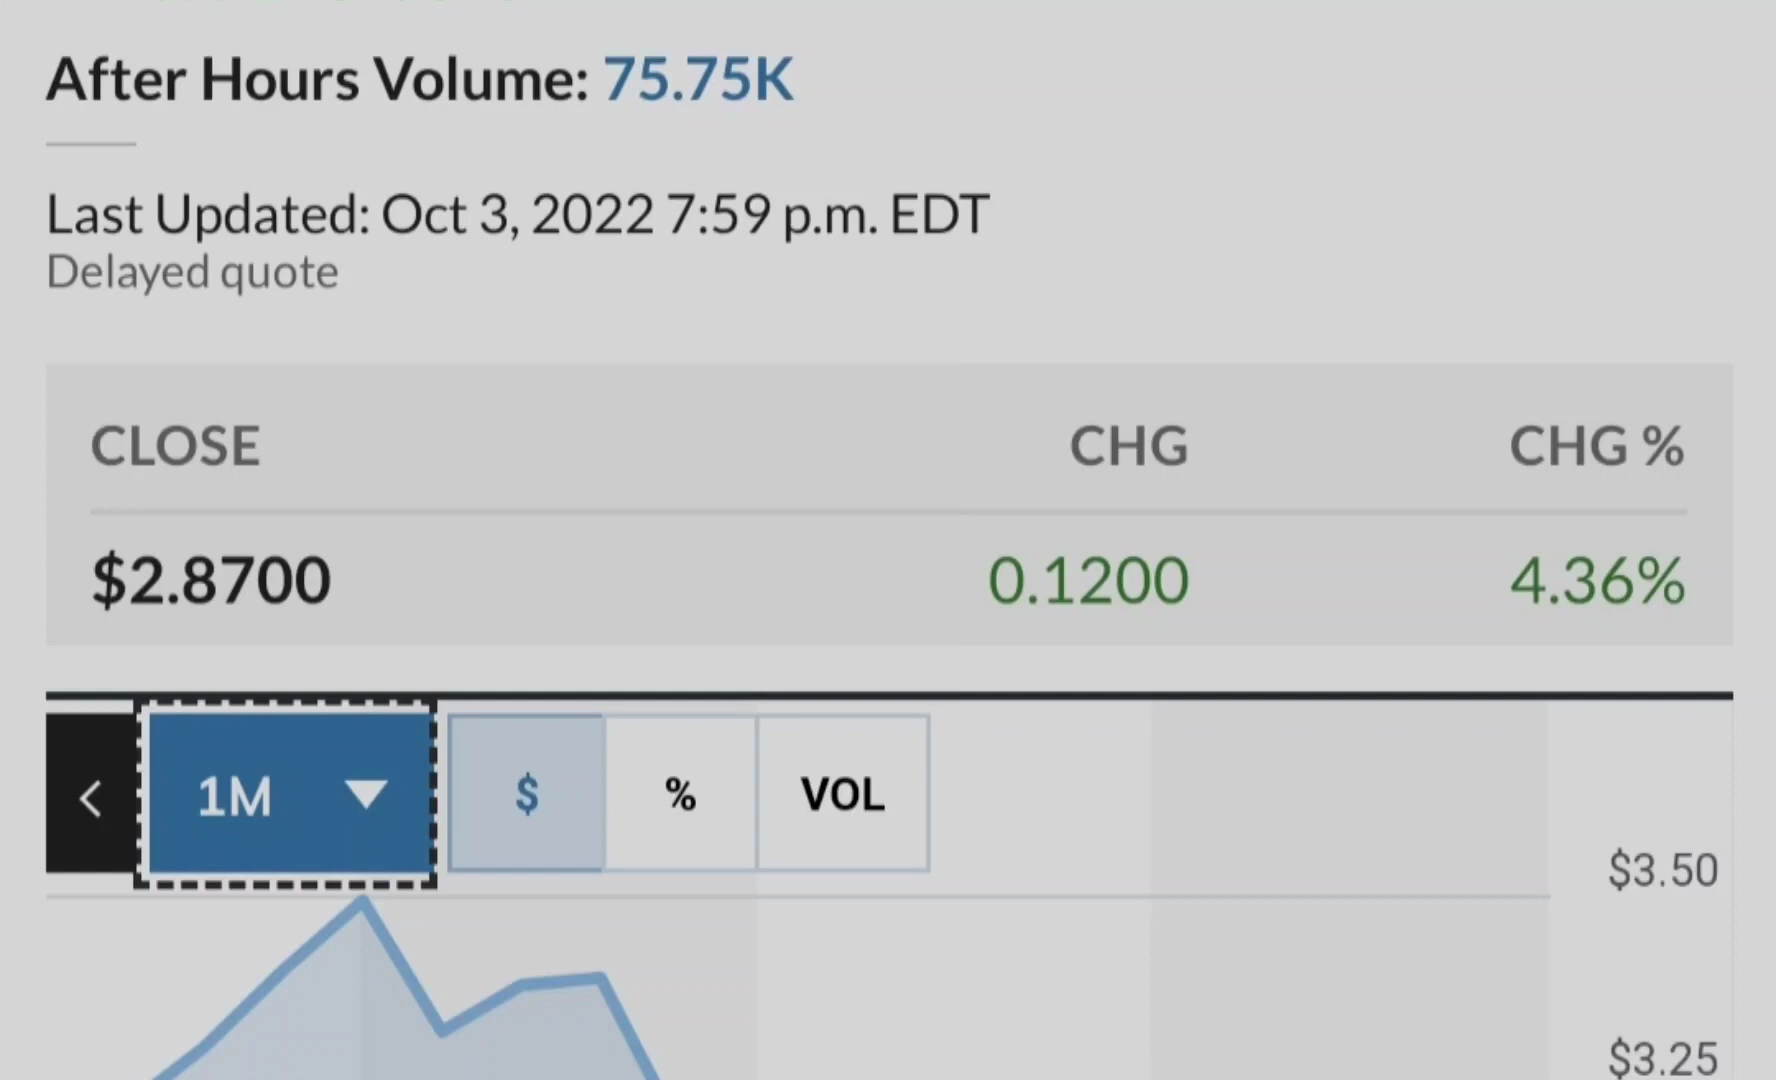 After Hours Volume: 75.75K
Last Updated: Oct 3, 2022 7:59 p.m. EDT
Delayed quote
CLOSE CHG CHG %
$2.8700 0.1200 4.36%
1M $ % VOL
$3.50
$3.25